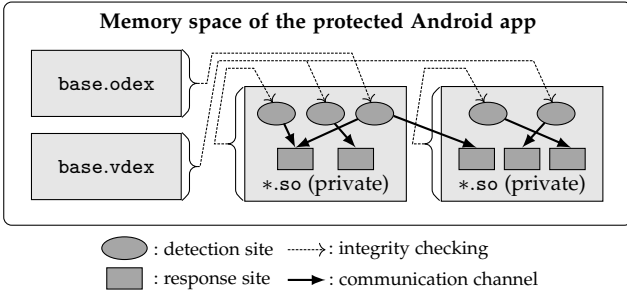 Memory space of the protected Android app
base.odex
base.vdex
*.so (private)
*.so (private)
: detection site
: integrity checking
: response site
: communication channel